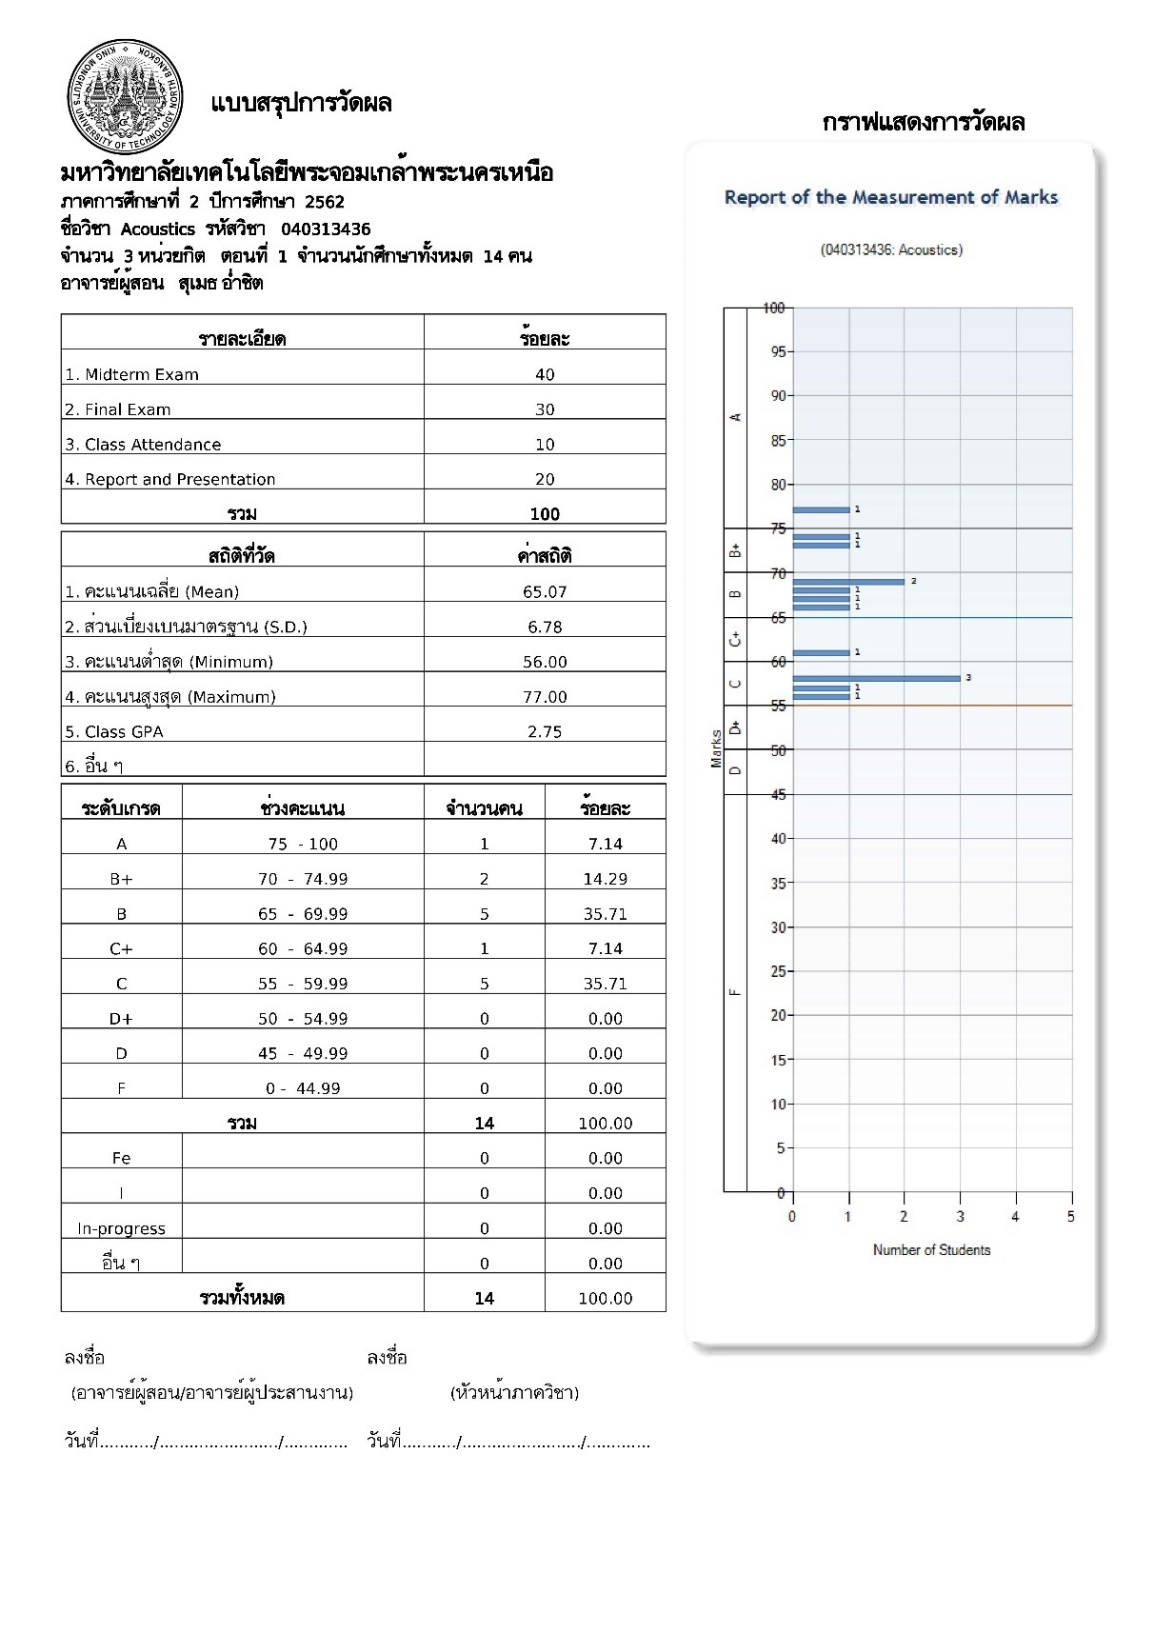 KING MONGKUT'S UNIVERSITY OF TECHNOLOGY NORTH BANGKOK
แบบสรุปการวัดผล
มหาวิทยาลัยเทคโนโลยีพระจอมเกล้าพระนครเหนือ
ภาคการศึกษาที่ 2 ปีการศึกษา 2562
ชื่อวิชา Acoustics รหัสวิชา 040313436
จำนวน 3 หน่วยกิต ตอนที่ 1 จำนวนนักศึกษาทั้งหมด 14 คน
อาจารย์ผู้สอน สุเมธ อ่ำชิต
รายละเอียด ร้อยละ
1. Midterm Exam 40
2. Final Exam 30
3. Class Attendance 10
4. Report and Presentation 20
รวม 100
สถิติที่วัด ค่าสถิติ
1. คะแนนเฉลี่ย (Mean) 65.07
2. ส่วนเบี่ยงเบนมาตรฐาน (S.D.) 6.78
3. คะแนนต่ำสุด (Minimum) 56.00
4. คะแนนสูงสุด (Maximum) 77.00
5. Class GPA 2.75
6. อื่น ๆ
ระดับเกรด ช่วงคะแนน จำนวนคน ร้อยละ
A 75 - 100 1 7.14
B+ 70 - 74.99 2 14.29
B 65 - 69.99 5 35.71
C+ 60 - 64.99 1 7.14
C 55 - 59.99 5 35.71
D+ 50 - 54.99 0 0.00
D 45 - 49.99 0 0.00
F 0 - 44.99 0 0.00
รวม 14 100.00
Fe 0 0.00
I 0 0.00
In-progress 0 0.00
อื่น ๆ 0 0.00
รวมทั้งหมด 14 100.00
ลงชื่อ ลงชื่อ
(อาจารย์ผู้สอน/อาจารย์ผู้ประสานงาน) (หัวหน้าภาควิชา)
วันที่.........../......................../............. วันที่.........../......................../.............
กราฟแสดงการวัดผล
Report of the Measurement of Marks
(040313436: Acoustics)
100
95
90
A
85
80
1
75
1
B+ 1
70
2
B 1
1
1
65
C+
1
60
C 3
1
1
55
Marks D+
50
D
45
40
35
30
25
F
20
15
10
5
0
0 1 2 3 4 5
Number of Students